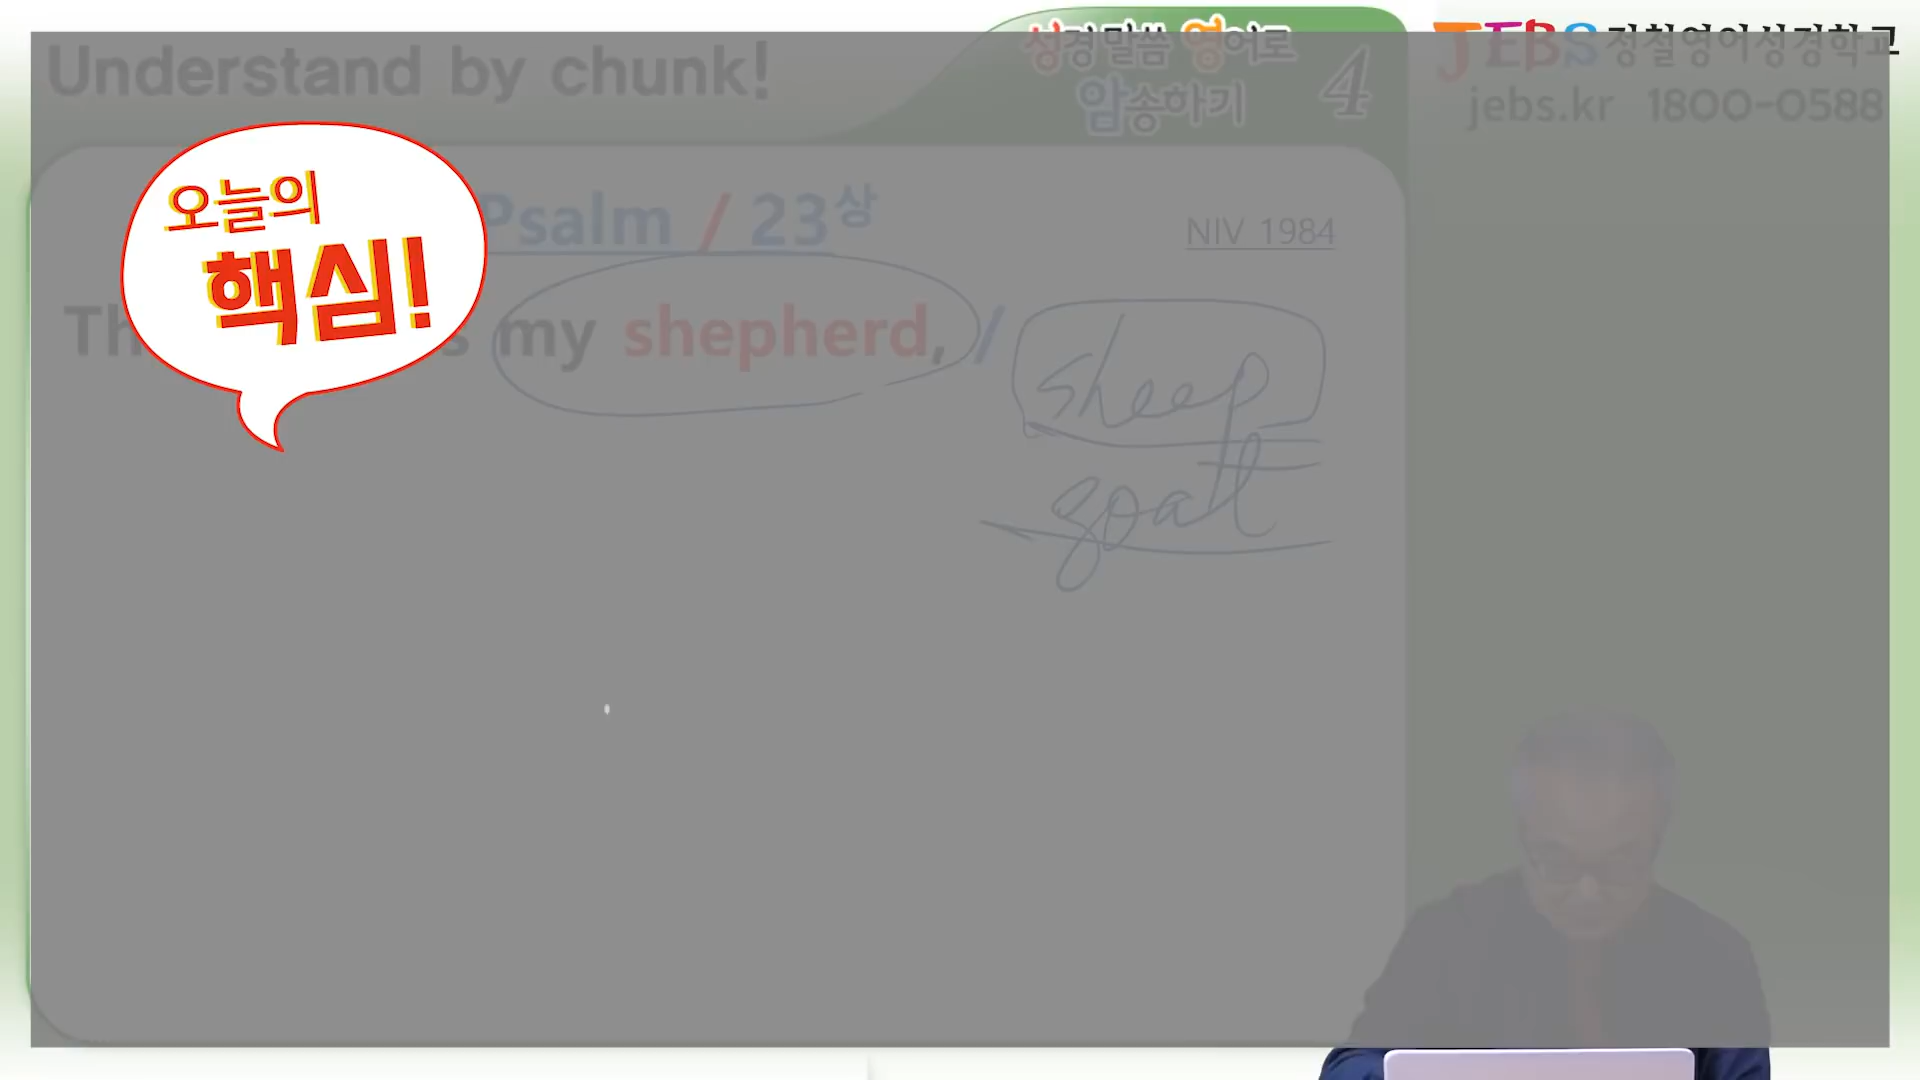 Understand by chunk!
성경말씀 영어로
암송하기 4
JEBS 정철영어성경학교
jebs.kr 1800-0588
오늘의
핵심!
Psalm / 23상
NIV 1984
Th s my shepherd, /
sheep
goat